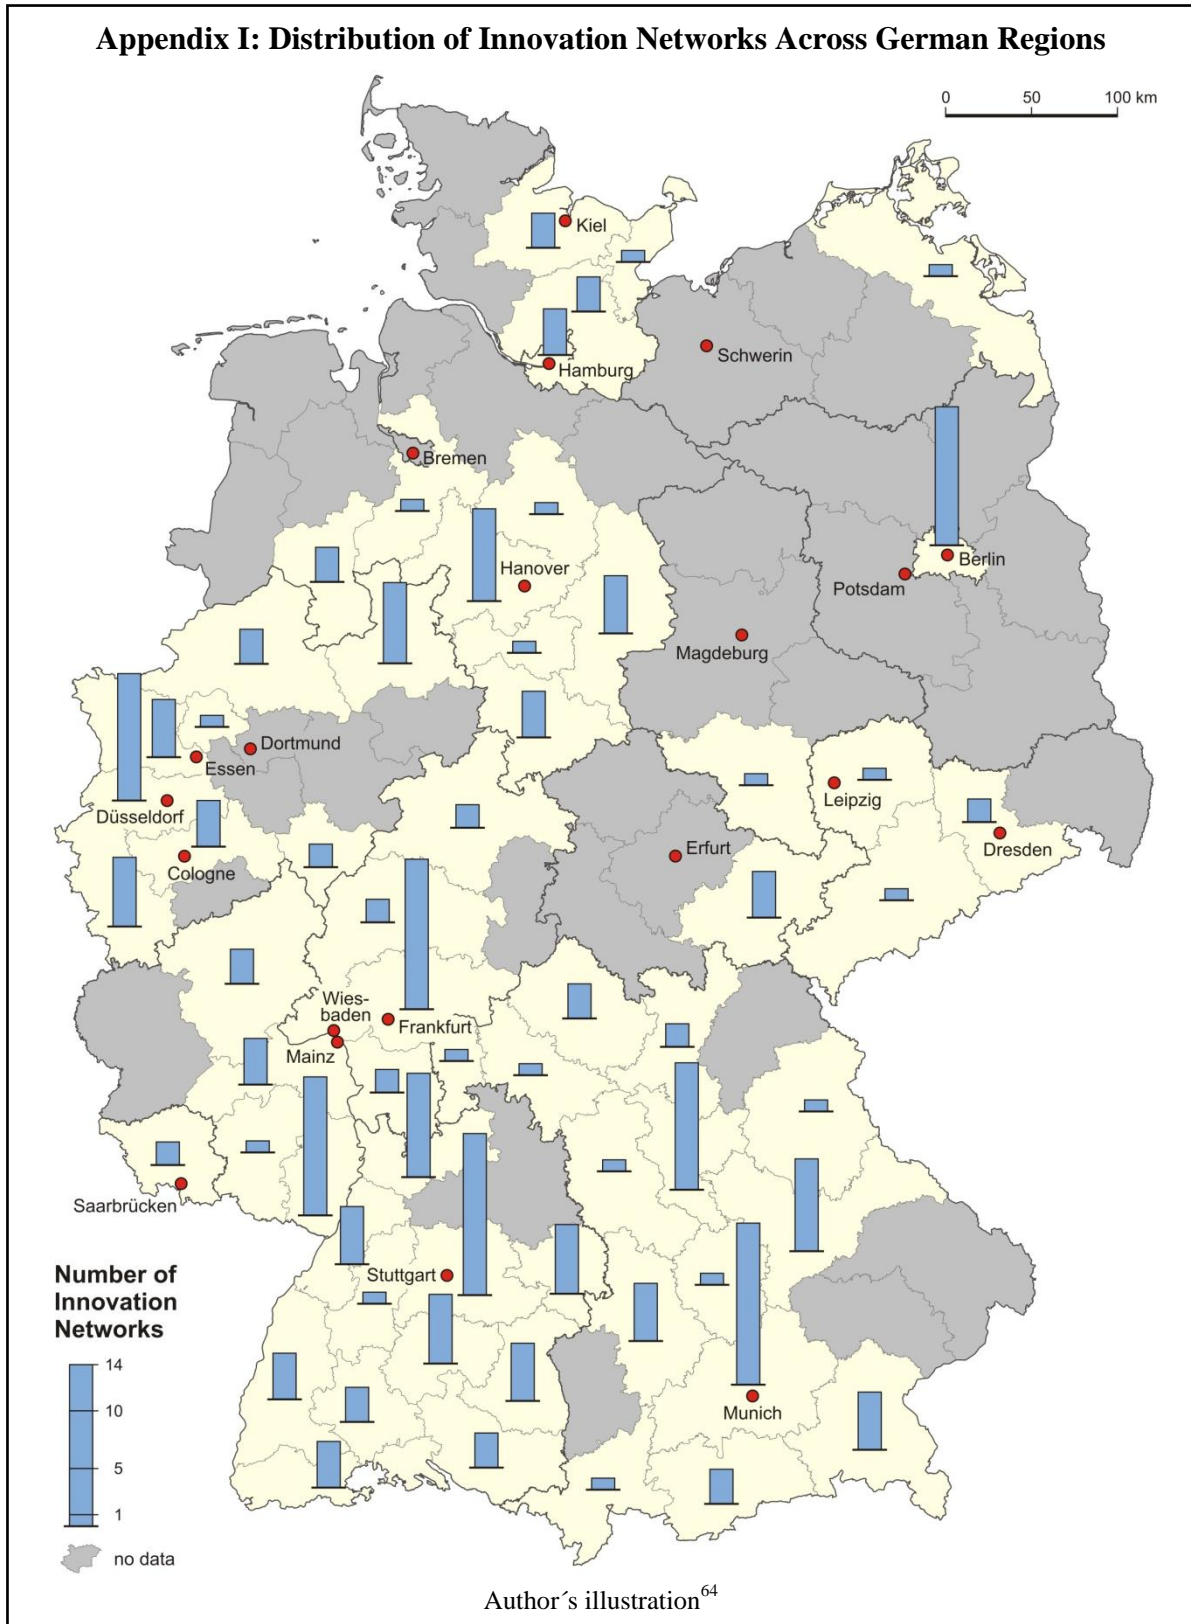 Appendix I: Distribution of Innovation Networks Across German Regions
0 50 100 km
Kiel
Schwerin
Hamburg
Bremen
Berlin
Hanover
Potsdam
Magdeburg
Dortmund
Essen
Leipzig
Düsseldorf
Erfurt
Dresden
Cologne
Wies-
baden
Frankfurt
Mainz
Saarbrücken
Stuttgart
Munich
Number of
Innovation
Networks
14
10
5
1
no data
Author´s illustration64